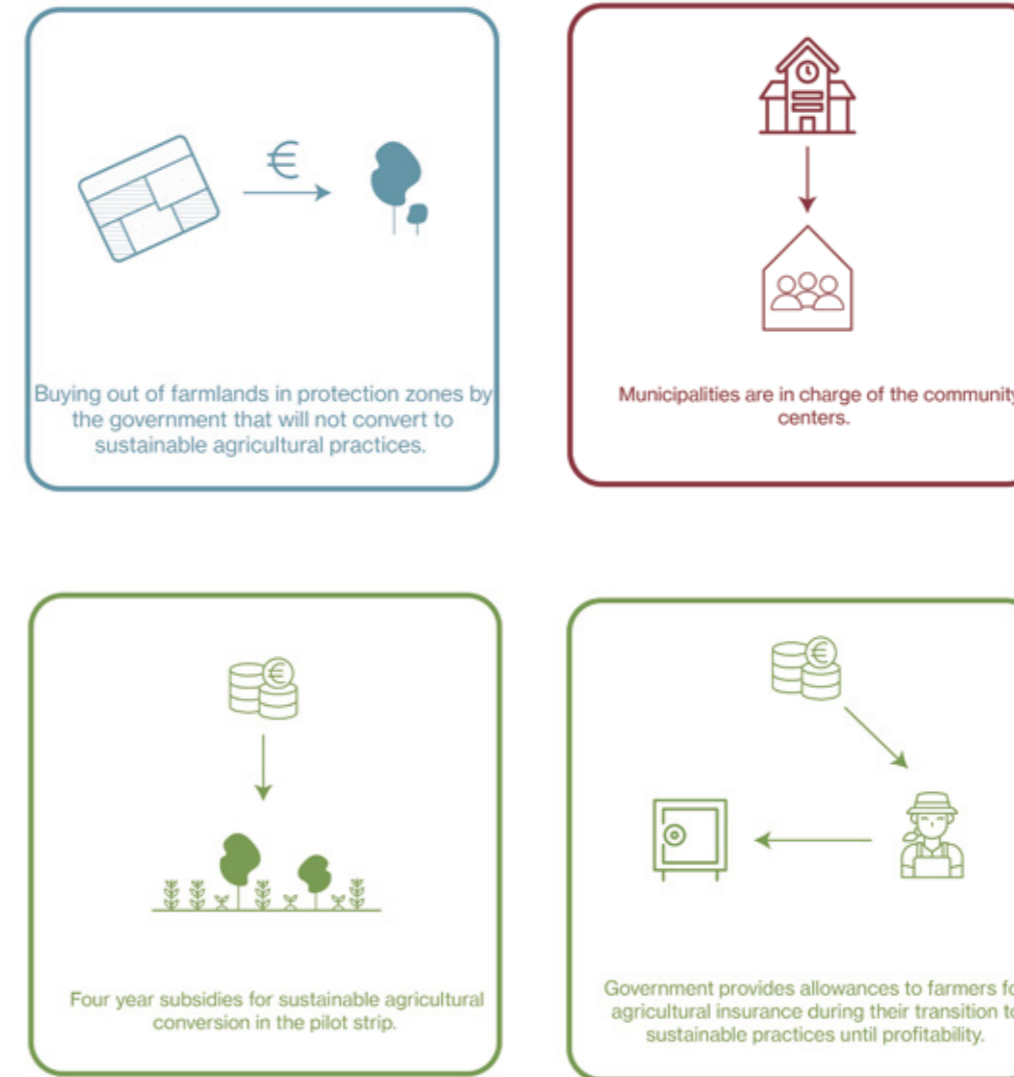 €
Buying out of farmlands in protection zones by
the government that will not convert to
sustainable agricultural practices.
Municipalities are in charge of the community
centers.
€
Four year subsidies for sustainable agricultural
conversion in the pilot strip.
€
Government provides allowances to farmers fo
agricultural insurance during their transition to
sustainable practices until profitability.